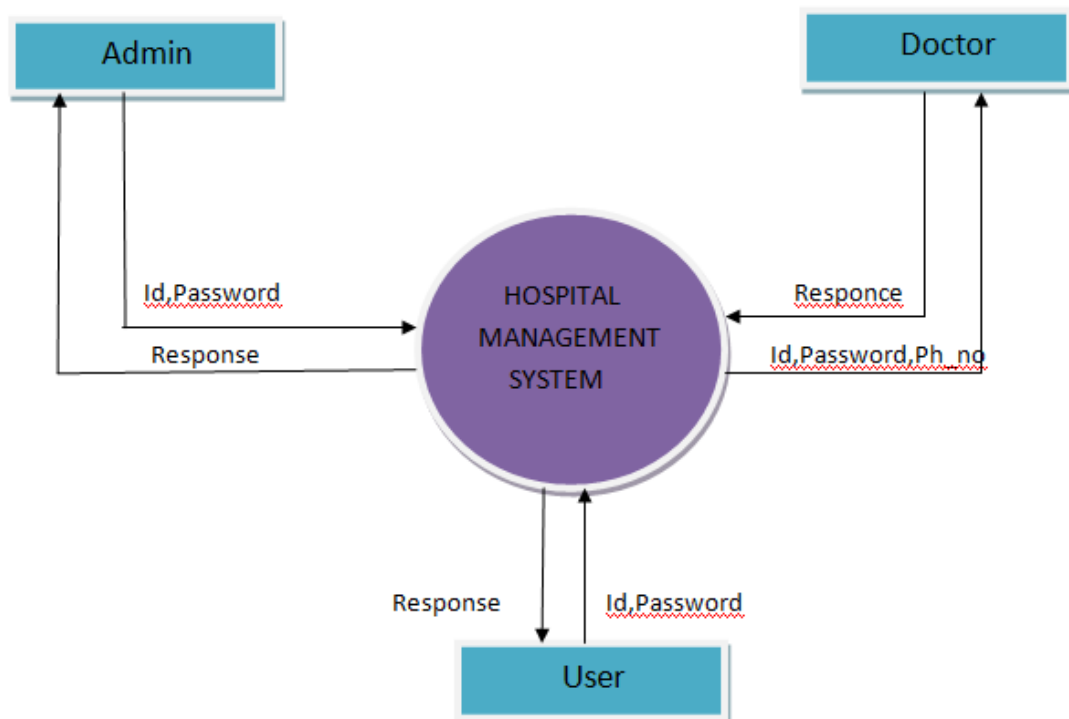 Admin
Doctor
Id,Password
Response
HOSPITAL
MANAGEMENT
SYSTEM
Responce
Id,Password,Ph_no
Response
Id,Password
User